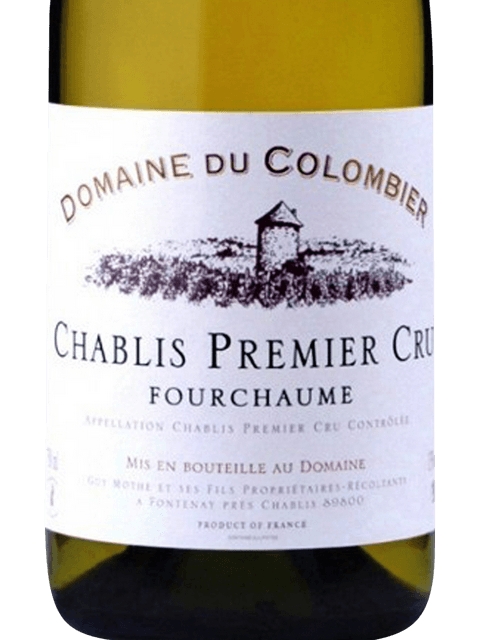 DOMAINE DU COLOMBIER
CHABLIS PREMIER CRU
FOURCHAUME
APPELLATION CHABLIS PREMIER CRU CONTRÔLÉE
MIS EN BOUTEILLE AU DOMAINE
GUY MOTHE ET SES FILS PROPRIÉTAIRES-RÉCOLTANTS
A FONTENAY PRÈS CHABLIS 89800
PRODUCT OF FRANCE